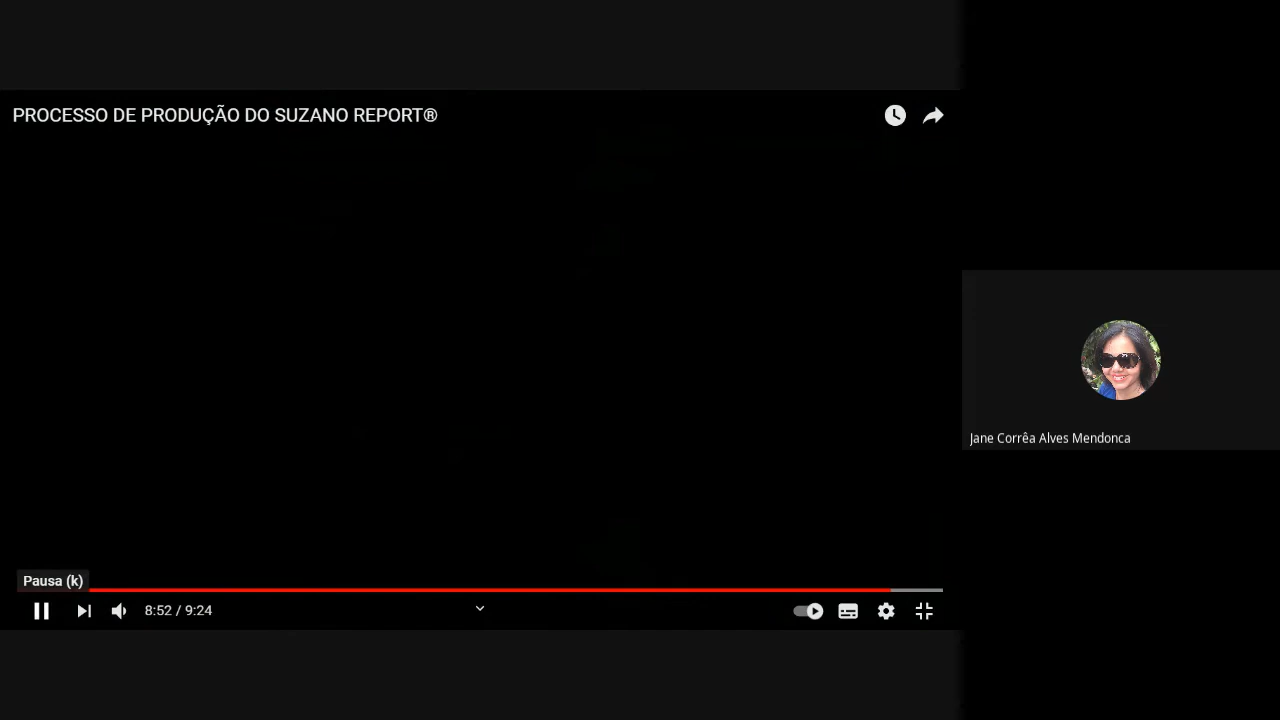 PROCESSO DE PRODUÇÃO DO SUZANO REPORT®
Jane Corrêa Alves Mendonca
Pausa (k)
8:52 / 9:24